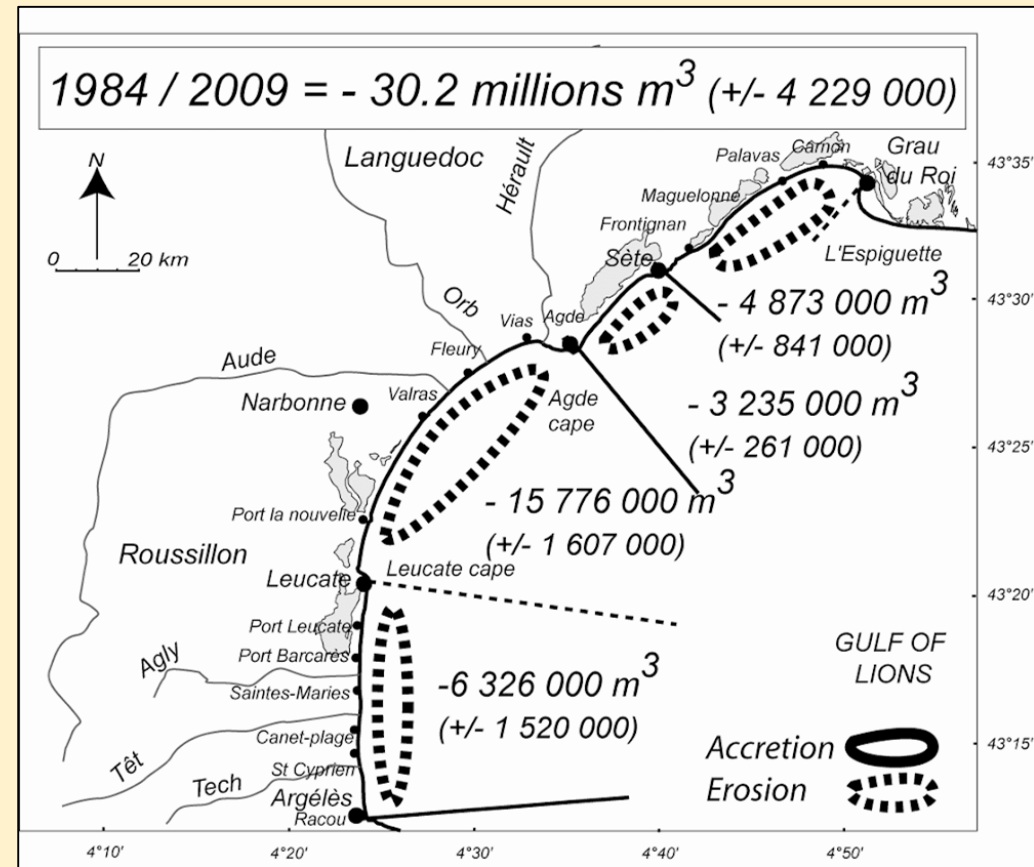 1984 / 2009 = - 30.2 millions m³ (+/- 4 229 000)
N
0 20 km
Languedoc
Hérault
Palavas
Carnon
Grau
du Roi
43°35'
Maguelonne
Frontignan
Sète
L'Espiguette
43°30'
- 4 873 000 m³
(+/- 841 000)
Orb
Vias
Agde
Fleury
Aude
Valras
Narbonne
Agde
cape
- 3 235 000 m³
(+/- 261 000)
43°25'
- 15 776 000 m³
(+/- 1 607 000)
Port la nouvelle
Roussillon
Leucate
Leucate cape
43°20'
Port Leucate
Port Barcarès
Agly
Saintes-Maries
-6 326 000 m³
(+/- 1 520 000)
GULF OF
LIONS
Canet-plage
St Cyprien
Têt
Tech
Argélès
Racou
Accretion
Erosion
43°15'
4°10'
4°20'
4°30'
4°40'
4°50'